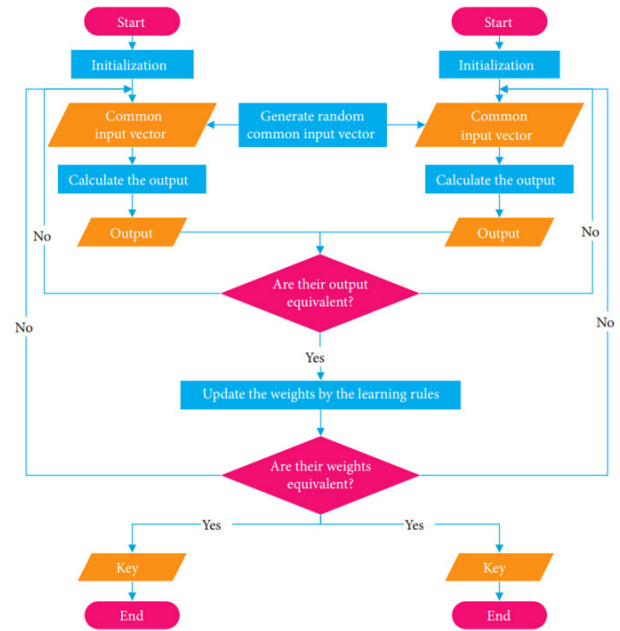 Start
Start
Initialization
Initialization
Common
input vector
Generate random
common input vector
Common
input vector
Calculate the output
Calculate the output
No
Output
Output
No
Are their output
equivalent?
No
No
Yes
Update the weights by the learning rules
Are their weights
equivalent?
Yes
Yes
Key
Key
End
End